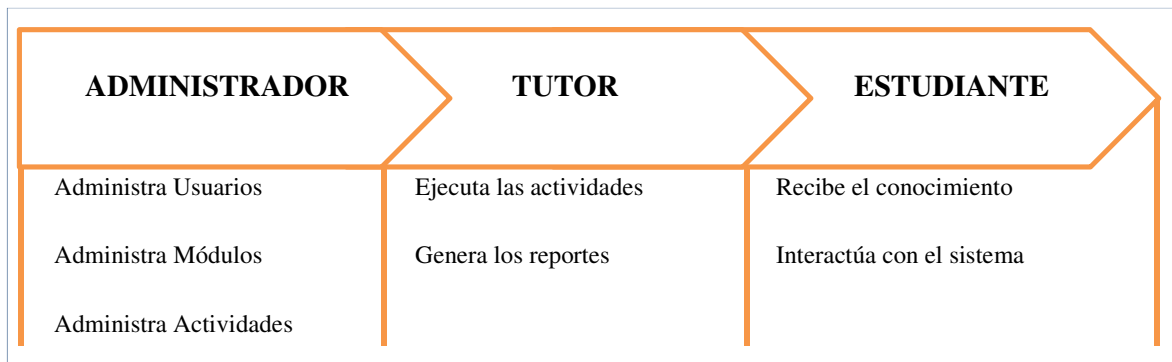 ADMINISTRADOR
Administra Usuarios
Administra Módulos
Administra Actividades
TUTOR
Ejecuta las actividades
Genera los reportes
ESTUDIANTE
Recibe el conocimiento
Interactúa con el sistema